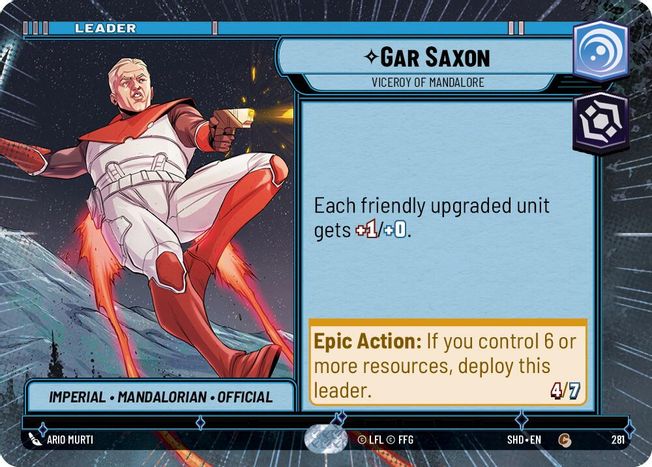 LEADER
✧GAR SAXON
VICEROY OF MANDALORE
Each friendly upgraded unit
gets +1/+0.
Epic Action: If you control 6 or
more resources, deploy this
leader.
4/7
IMPERIAL • MANDALORIAN • OFFICIAL
ARIO MURTI
© LFL © FFG
SHD • EN
C
281